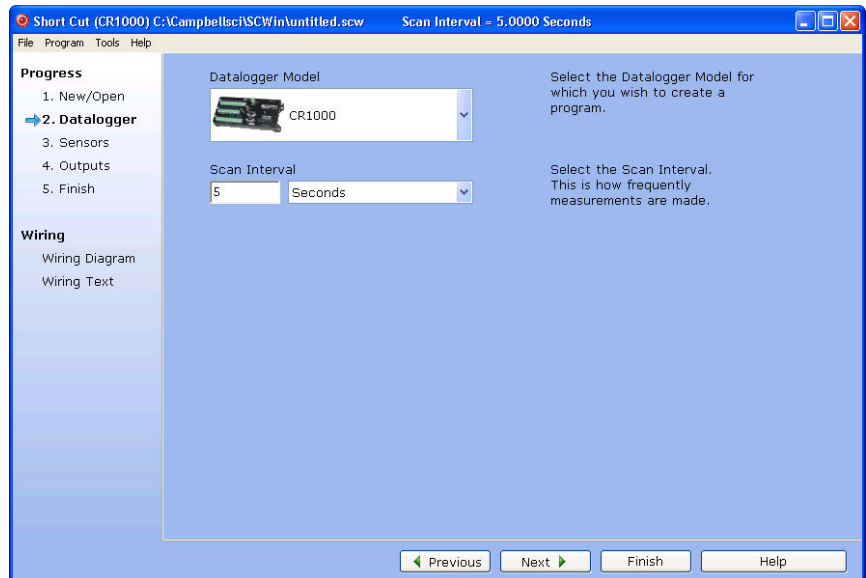 Short Cut (CR1000) C:\Campbellsci\SCWin\untitled.scw Scan Interval = 5.0000 Seconds
File Program Tools Help
Progress
1. New/Open
2. Datalogger
3. Sensors
4. Outputs
5. Finish
Wiring
Wiring Diagram
Wiring Text
Datalogger Model
CR1000
Select the Datalogger Model for
which you wish to create a
program.
Scan Interval
5 Seconds
Select the Scan Interval.
This is how frequently
measurements are made.
Previous Next Finish Help